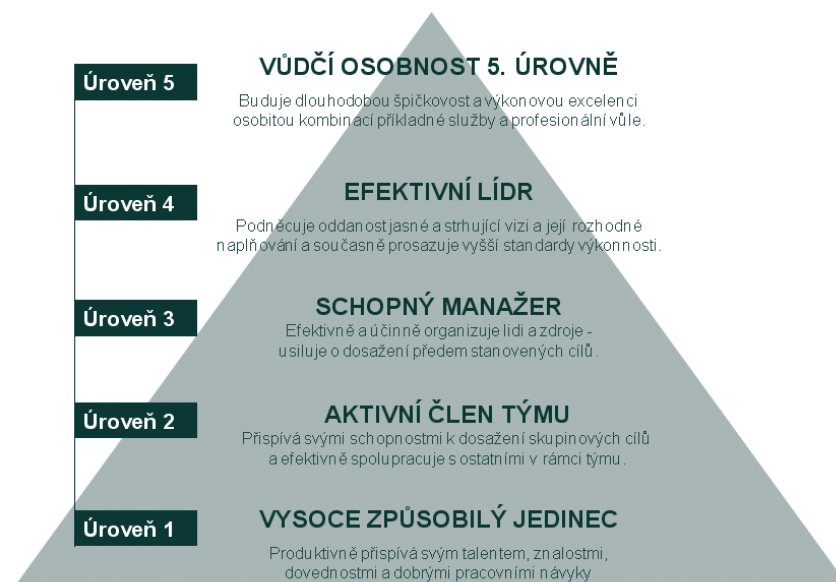 Úroveň 5
VŮDČÍ OSOBNOST 5. ÚROVNĚ
Buduje dlouhodobou špičkovost a výkonovou excelenci
osobitou kombinací příkladné služby a profesionální vůle.
Úroveň 4
EFEKTIVNÍ LÍDR
Podněcuje oddanost jasné a strhující vizi a její rozhodné
naplňování a současně prosazuje vyšší standardy výkonnosti.
Úroveň 3
SCHOPNÝ MANAŽER
Efektivně a účinně organizuje lidi a zdroje -
usiluje o dosažení předem stanovených cílů.
Úroveň 2
AKTIVNÍ ČLEN TÝMU
Přispívá svými schopnostmi k dosažení skupinových cílů
a efektivně spolupracuje s ostatními v rámci týmu.
Úroveň 1
VYSOCE ZPŮSOBILÝ JEDINEC
Produktivně přispívá svým talentem, znalostmi,
dovednostmi a dobrými pracovními návyky